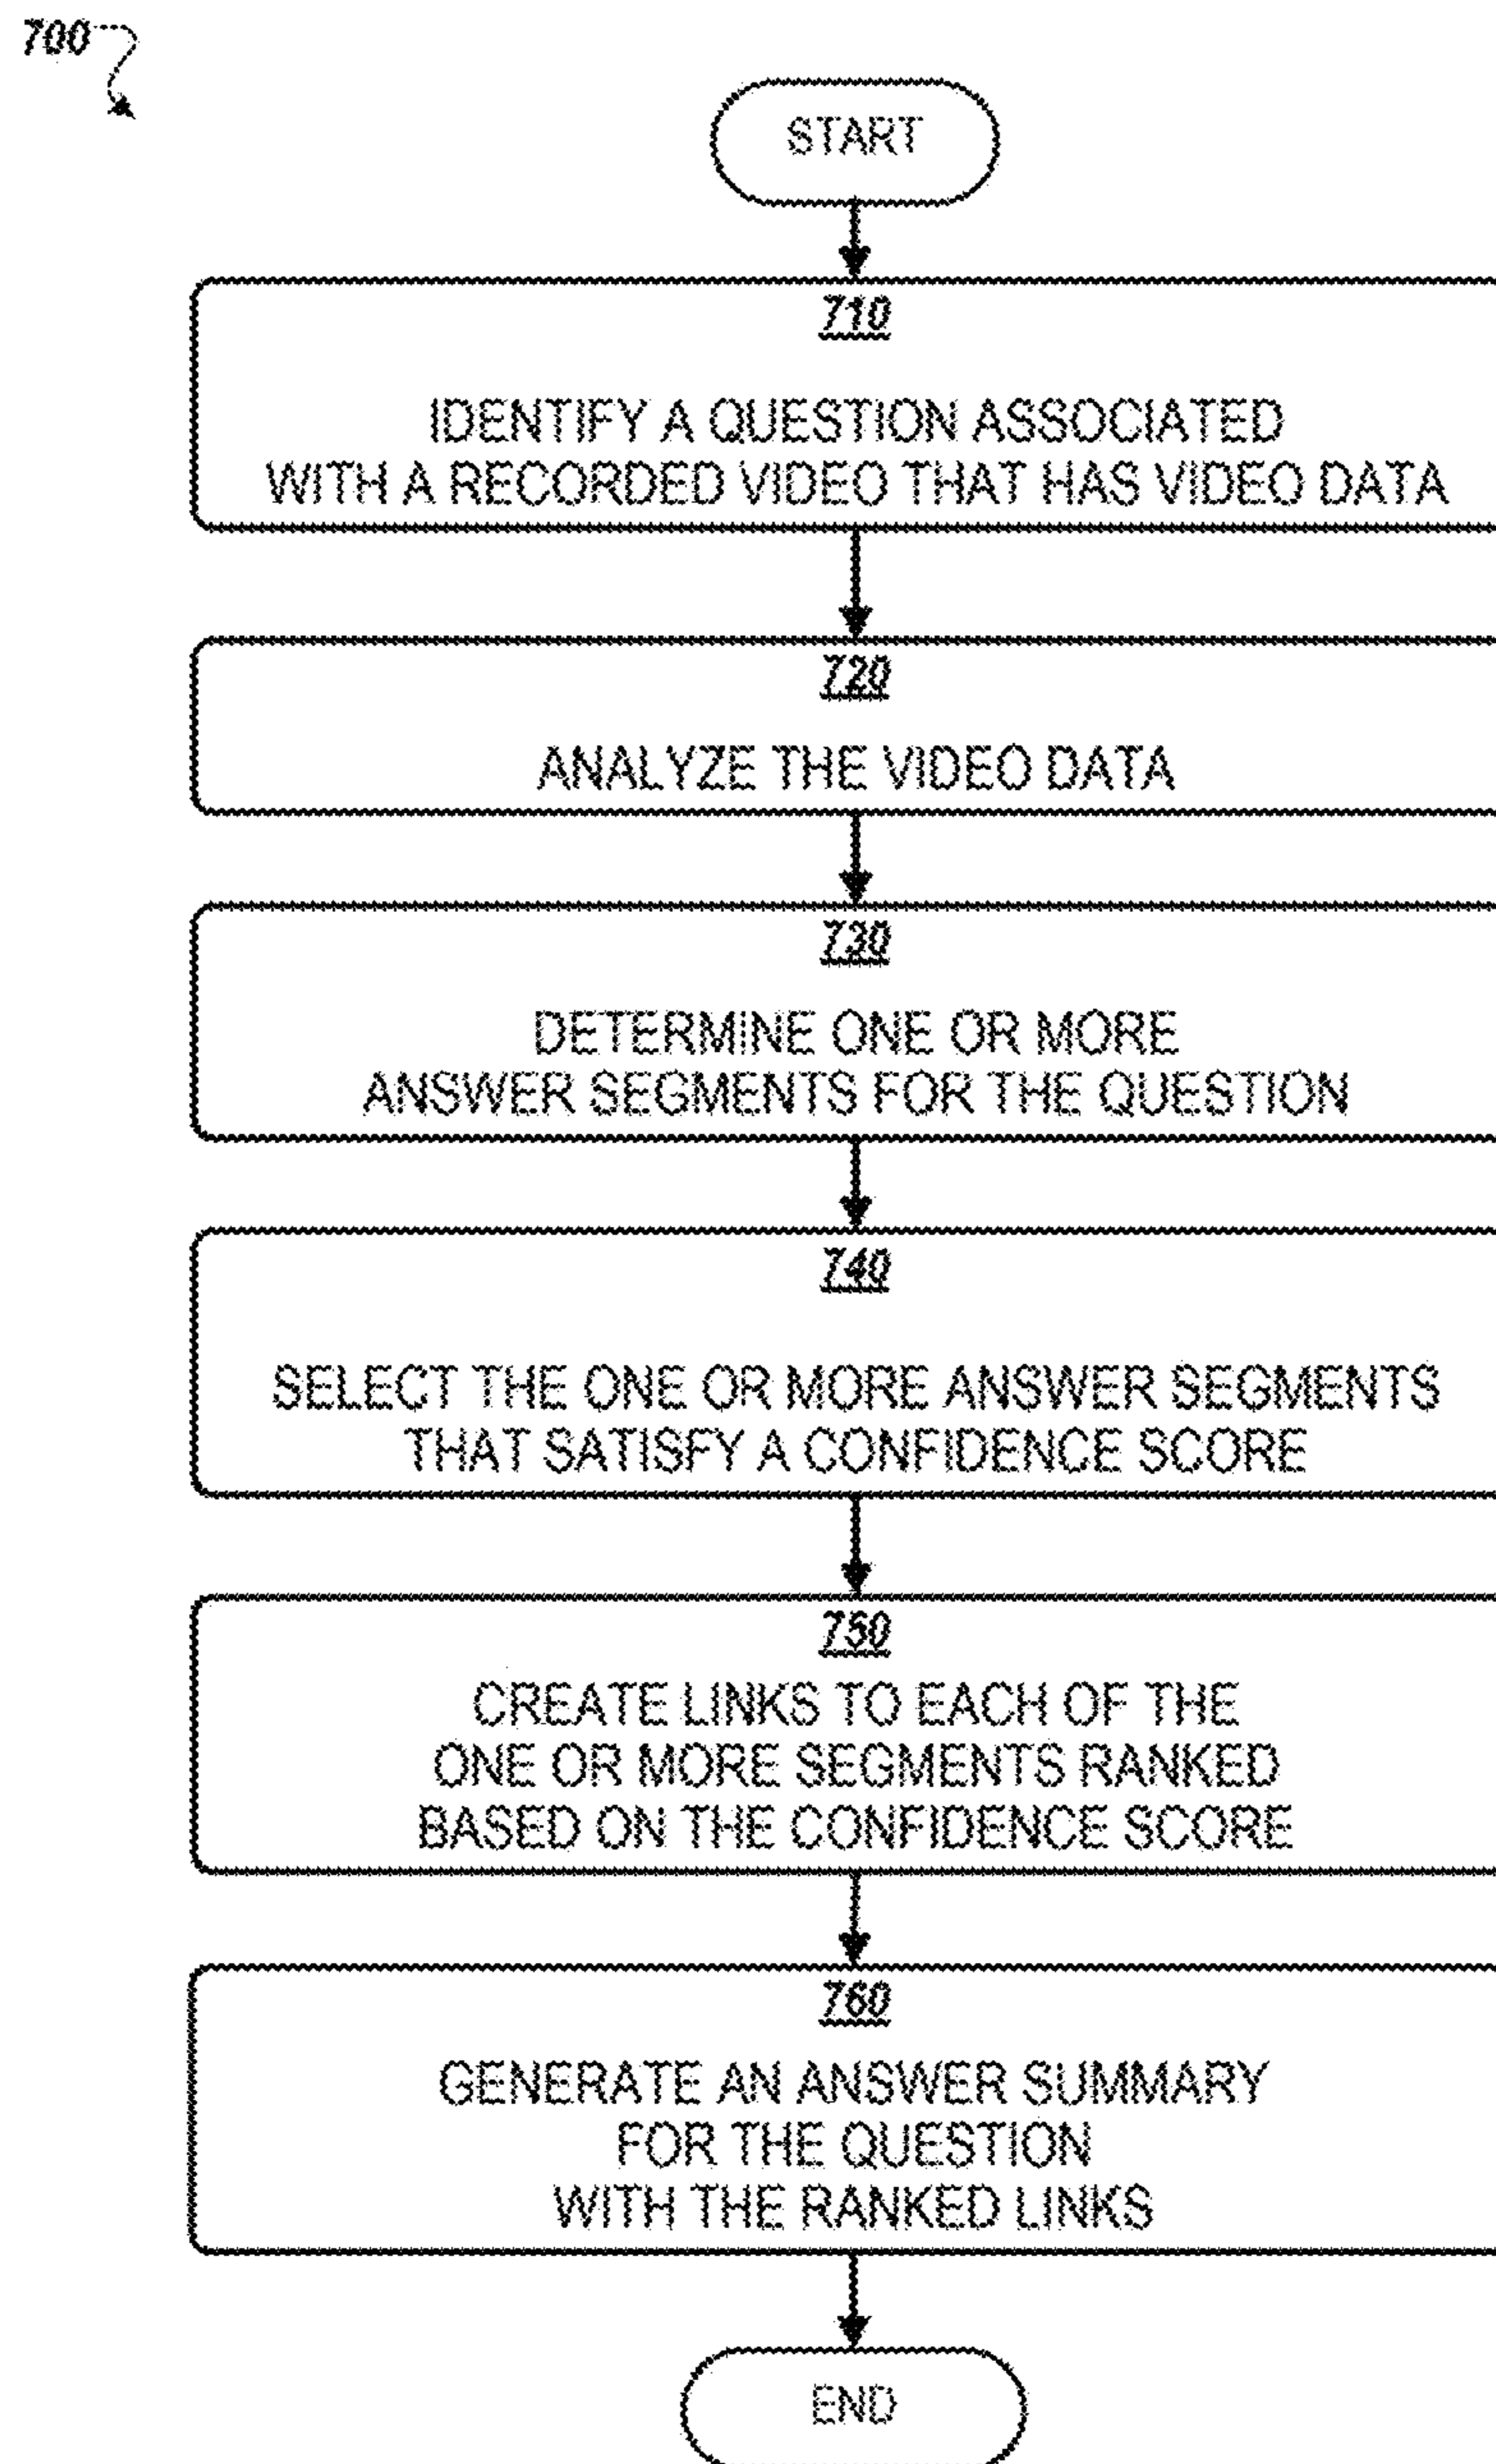 700
START
710
IDENTIFY A QUESTION ASSOCIATED
WITH A RECORDED VIDEO THAT HAS VIDEO DATA
720
ANALYZE THE VIDEO DATA
730
DETERMINE ONE OR MORE
ANSWER SEGMENTS FOR THE QUESTION
740
SELECT THE ONE OR MORE ANSWER SEGMENTS
THAT SATISFY A CONFIDENCE SCORE
750
CREATE LINKS TO EACH OF THE
ONE OR MORE SEGMENTS RANKED
BASED ON THE CONFIDENCE SCORE
760
GENERATE AN ANSWER SUMMARY
FOR THE QUESTION
WITH THE RANKED LINKS
END